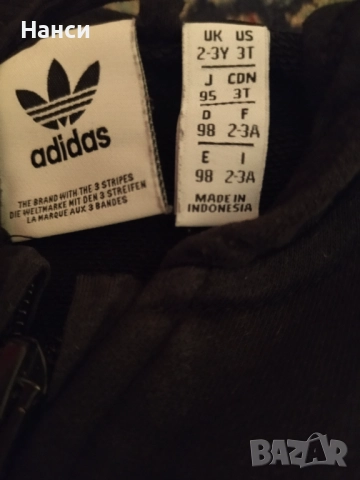 Нанси
adidas
THE BRAND WITH THE 3 STRIPES
DIE WELTMARKE MIT DEN 3 STREIFEN
LA MARQUE AUX 3 BANDES
UK US
2-3Y 3T
J CDN
95 3T
D F
98 2-3A
E I
98 2-3A
MADE IN
INDONESIA
BAZAR